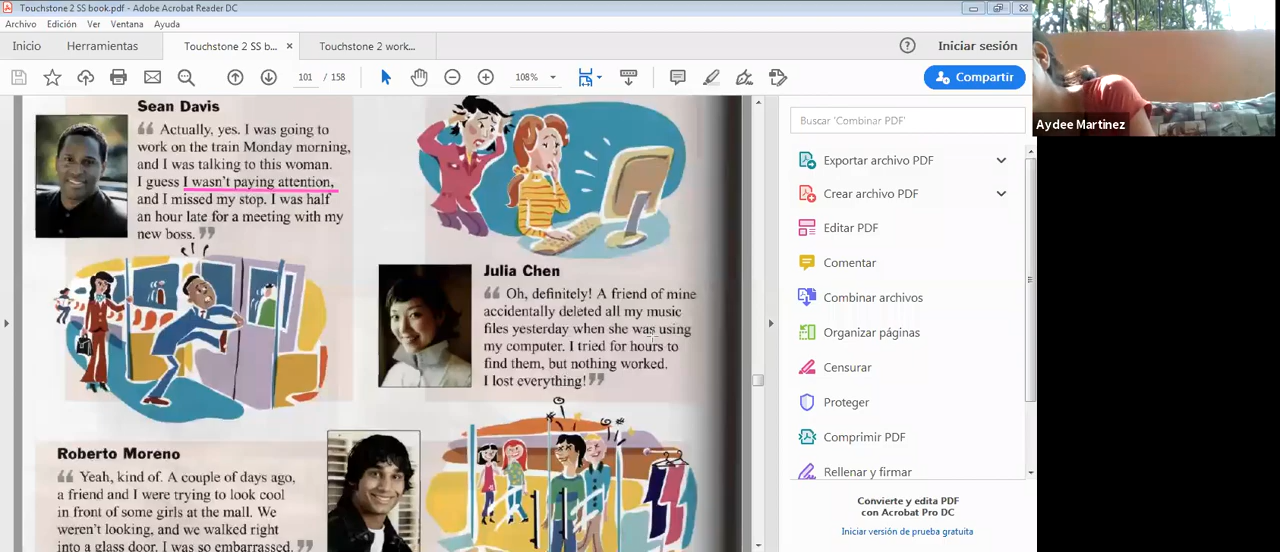 Touchstone 2 SS book.pdf - Adobe Acrobat Reader DC
Archivo Edición Ver Ventana Ayuda
Inicio Herramientas Touchstone 2 SS b... × Touchstone 2 work... Iniciar sesión
101 / 158 108% Compartir
Sean Davis
“ Actually, yes. I was going to
work on the train Monday morning,
and I was talking to this woman.
I guess I wasn't paying attention,
and I missed my stop. I was half
an hour late for a meeting with my
new boss. ”
Julia Chen
“ Oh, definitely! A friend of mine
accidentally deleted all my music
files yesterday when she was using
my computer. I tried for hours to
find them, but nothing worked.
I lost everything! ”
Roberto Moreno
“ Yeah, kind of. A couple of days ago,
a friend and I were trying to look cool
in front of some girls at the mall. We
weren't looking, and we walked right
into a glass door. I was so embarrassed. ”
Buscar 'Combinar PDF'
Exportar archivo PDF
Crear archivo PDF
Editar PDF
Comentar
Combinar archivos
Organizar páginas
Censurar
Proteger
Comprimir PDF
Rellenar y firmar
Convierte y edita PDF
con Acrobat Pro DC
Iniciar versión de prueba gratuita
Aydee Martinez